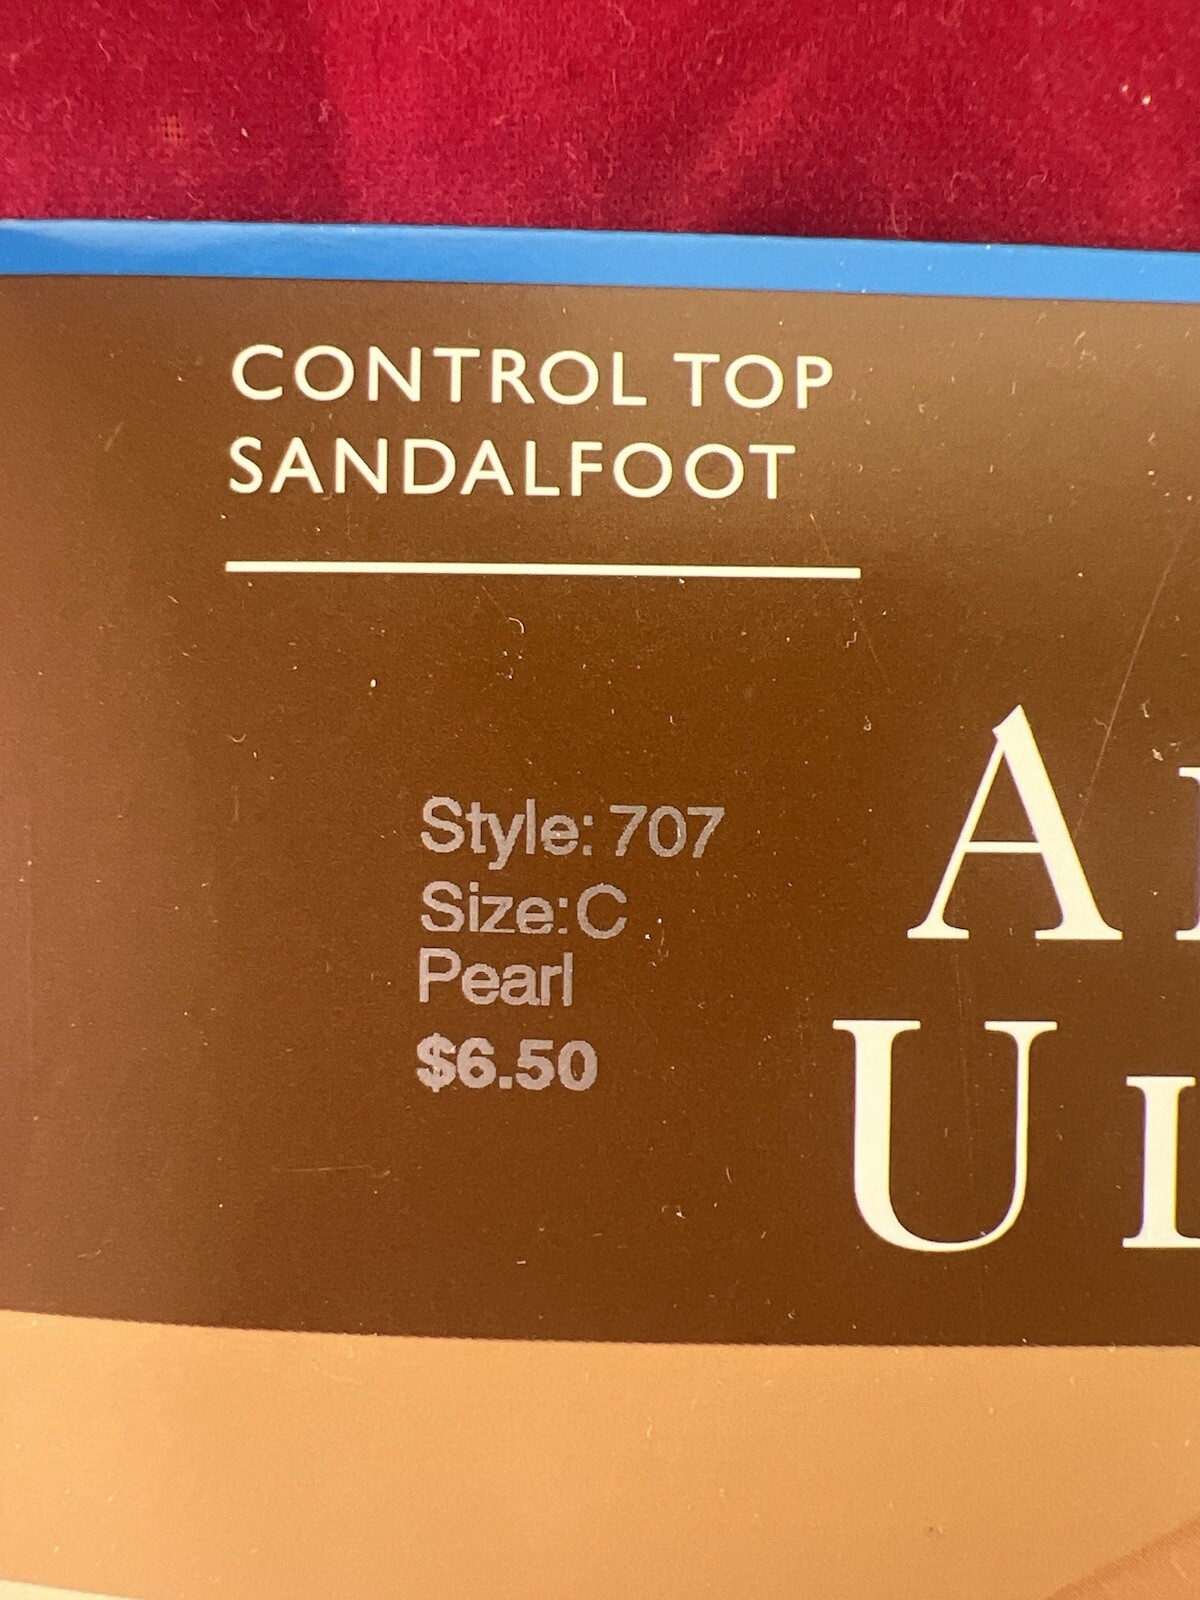 CONTROL TOP
SANDALFOOT
Style: 707
Size:C
Pearl
$6.50